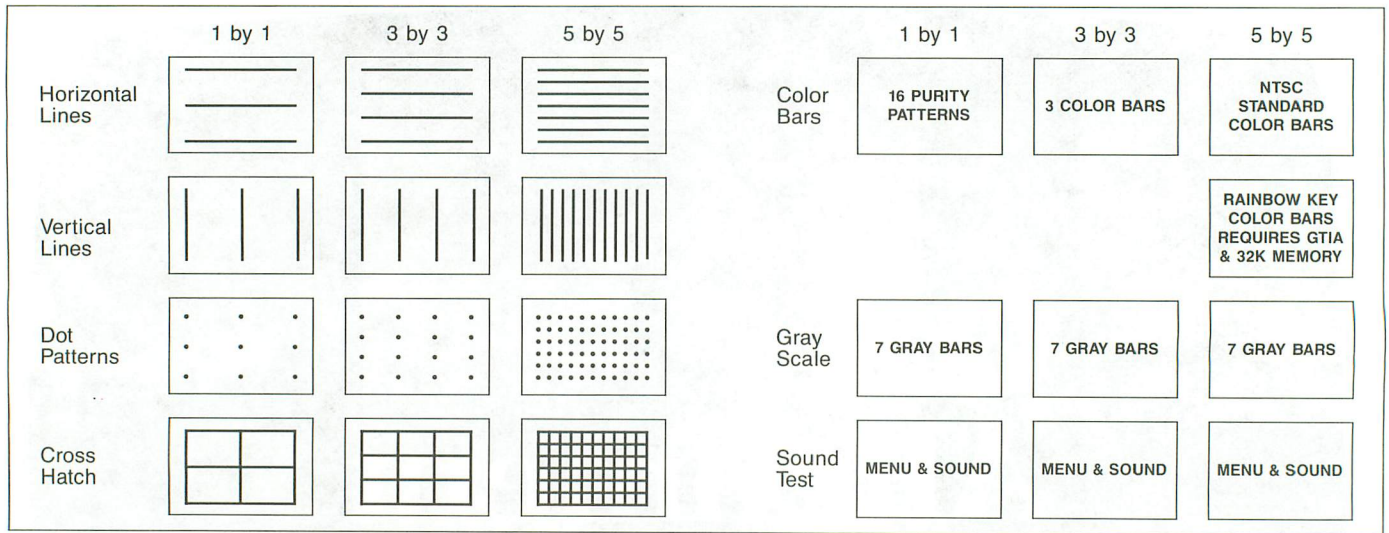 1 by 1
3 by 3
5 by 5
Horizontal
Lines
Vertical
Lines
Dot
Patterns
Cross
Hatch
1 by 1
3 by 3
5 by 5
Color
Bars
16 PURITY
PATTERNS
3 COLOR BARS
NTSC
STANDARD
COLOR BARS
RAINBOW KEY
COLOR BARS
REQUIRES GTIA
& 32K MEMORY
Gray
Scale
7 GRAY BARS
7 GRAY BARS
7 GRAY BARS
Sound
Test
MENU & SOUND
MENU & SOUND
MENU & SOUND